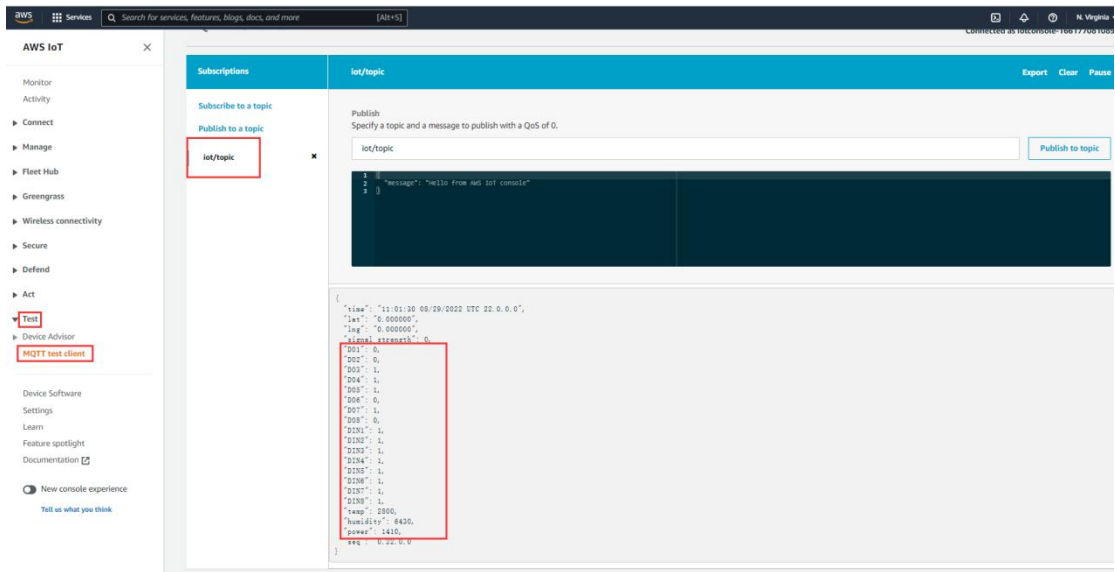 aws
Services
Search for services, features, blogs, docs, and more
[Alt+S]
N. Virginia
AWS IoT
Connected as iotconsole-
Monitor
Activity
Connect
Manage
Fleet Hub
Greengrass
Wireless connectivity
Secure
Defend
Act
Test
Device Advisor
MQTT test client
Device Software
Settings
Learn
Feature spotlight
Documentation
New console experience
Tell us what you think
Subscriptions
Subscribe to a topic
Publish to a topic
iot/topic
iot/topic
Export Clear Pause
Publish
Specify a topic and a message to publish with a QoS of 0.
iot/topic
Publish to topic
1 {
2 "message": "Hello from AWS IoT console"
3 }
{
"time": "11:01:30 08/29/2022 UTC 22.0.0.0",
"lat": "0.000000",
"lng": "0.000000",
"signal strength": 0,
"DO1": 0,
"DO2": 0,
"DO3": 1,
"DO4": 1,
"DO5": 1,
"DO6": 0,
"DO7": 1,
"DO8": 0,
"DIN1": 1,
"DIN2": 1,
"DIN3": 1,
"DIN4": 1,
"DIN5": 1,
"DIN6": 1,
"DIN7": 1,
"DIN8": 1,
"temp": 2800,
"humidity": 6430,
"power": 1410,
"seq": "0.22.0.0"
}